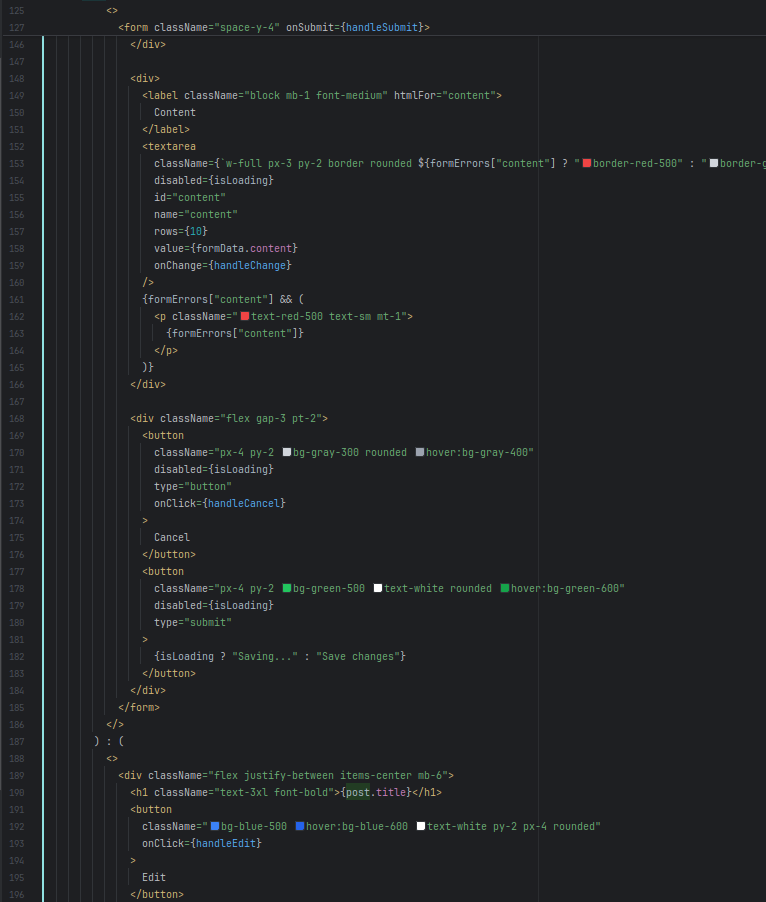 125 <>
127 <form className="space-y-4" onSubmit={handleSubmit}>
146 </div>
147
148 <div>
149 <label className="block mb-1 font-medium" htmlFor="content">
150 Content
151 </label>
152 <textarea
153 className={`w-full px-3 py-2 border rounded ${formErrors["content"] ? "border-red-500" : "border-g
154 disabled={isLoading}
155 id="content"
156 name="content"
157 rows={10}
158 value={formData.content}
159 onChange={handleChange}
160 />
161 {formErrors["content"] && (
162 <p className="text-red-500 text-sm mt-1">
163 {formErrors["content"]}
164 </p>
165 )}
166 </div>
167
168 <div className="flex gap-3 pt-2">
169 <button
170 className="px-4 py-2 bg-gray-300 rounded hover:bg-gray-400"
171 disabled={isLoading}
172 type="button"
173 onClick={handleCancel}
174 >
175 Cancel
176 </button>
177 <button
178 className="px-4 py-2 bg-green-500 text-white rounded hover:bg-green-600"
179 disabled={isLoading}
180 type="submit"
181 >
182 {isLoading ? "Saving..." : "Save changes"}
183 </button>
184 </div>
185 </form>
186 </>
187 ) : (
188 <>
189 <div className="flex justify-between items-center mb-6">
190 <h1 className="text-3xl font-bold">{post.title}</h1>
191 <button
192 className="bg-blue-500 hover:bg-blue-600 text-white py-2 px-4 rounded"
193 onClick={handleEdit}
194 >
195 Edit
196 </button>